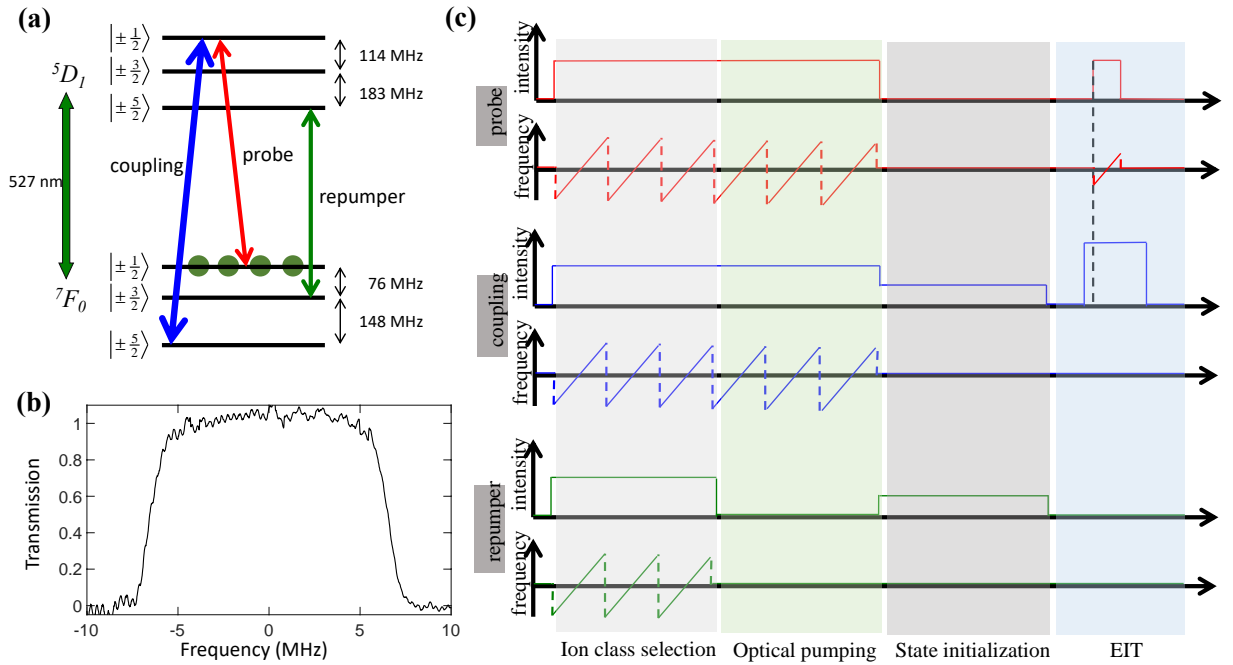 (a)
|±1/2⟩
114 MHz
|±3/2⟩
⁵D₁
183 MHz
|±5/2⟩
coupling
probe
527 nm
repumper
|±1/2⟩
76 MHz
⁷F₀
|±3/2⟩
148 MHz
|±5/2⟩
(b)
Transmission
1
0.8
0.6
0.4
0.2
0
-10
-5
0
5
10
Frequency (MHz)
(c)
probe
intensity
frequency
coupling
intensity
frequency
repumper
intensity
frequency
Ion class selection
Optical pumping
State initialization
EIT